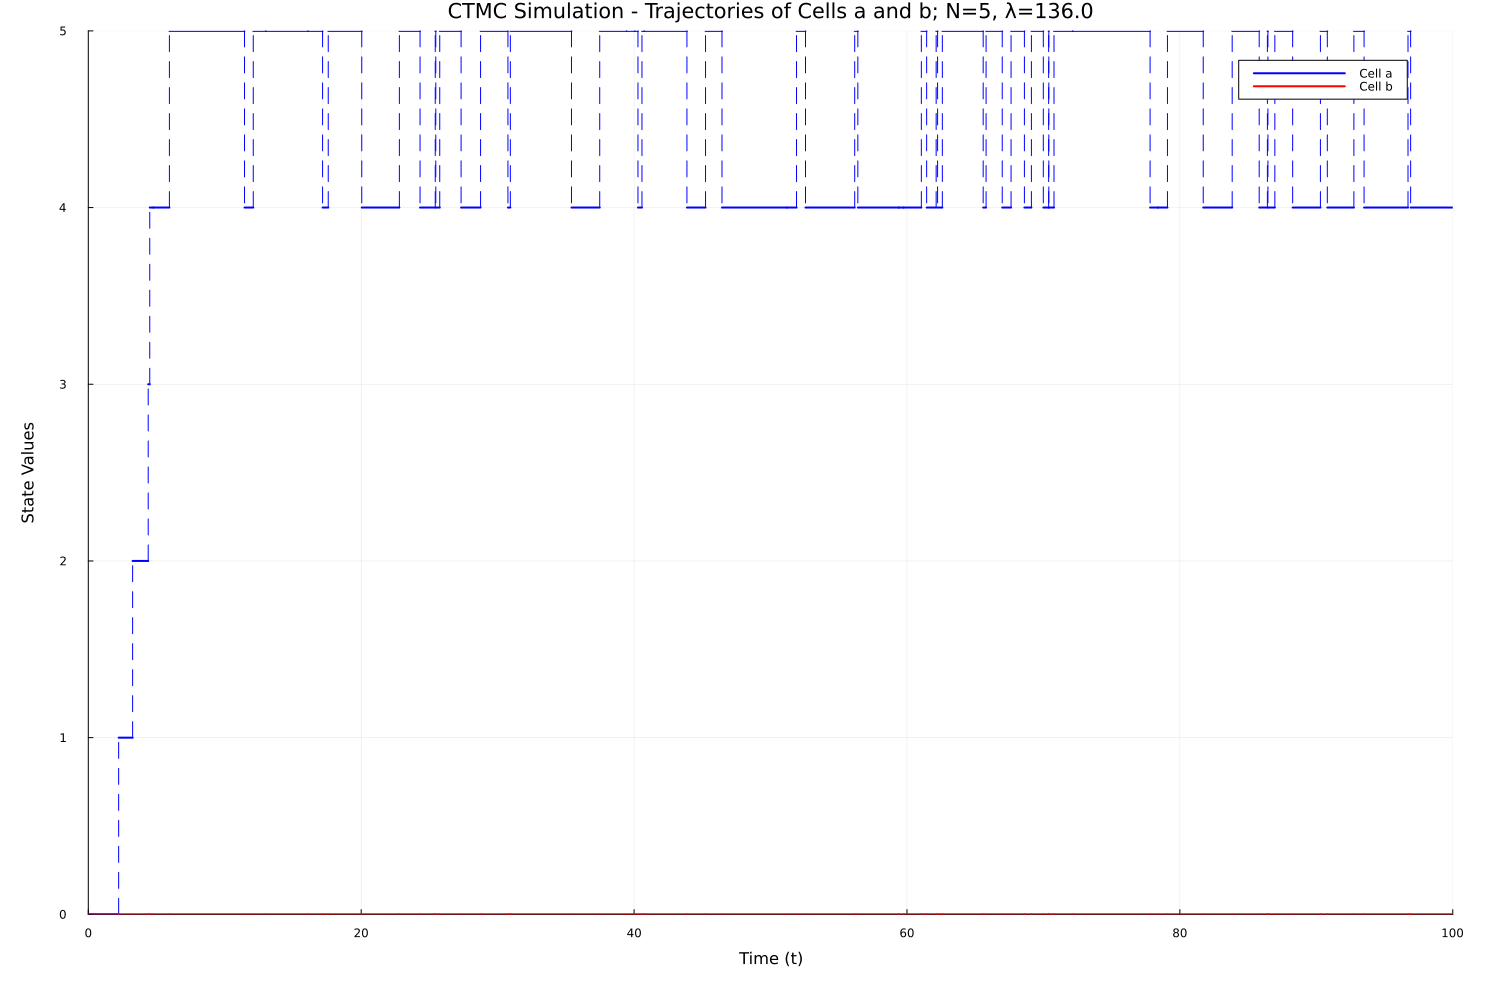 CTMC Simulation - Trajectories of Cells a and b; N=5, λ=136.0
5
Cell a
Cell b
4
3
State Values
2
1
0
0 20 40 60 80 100
Time (t)